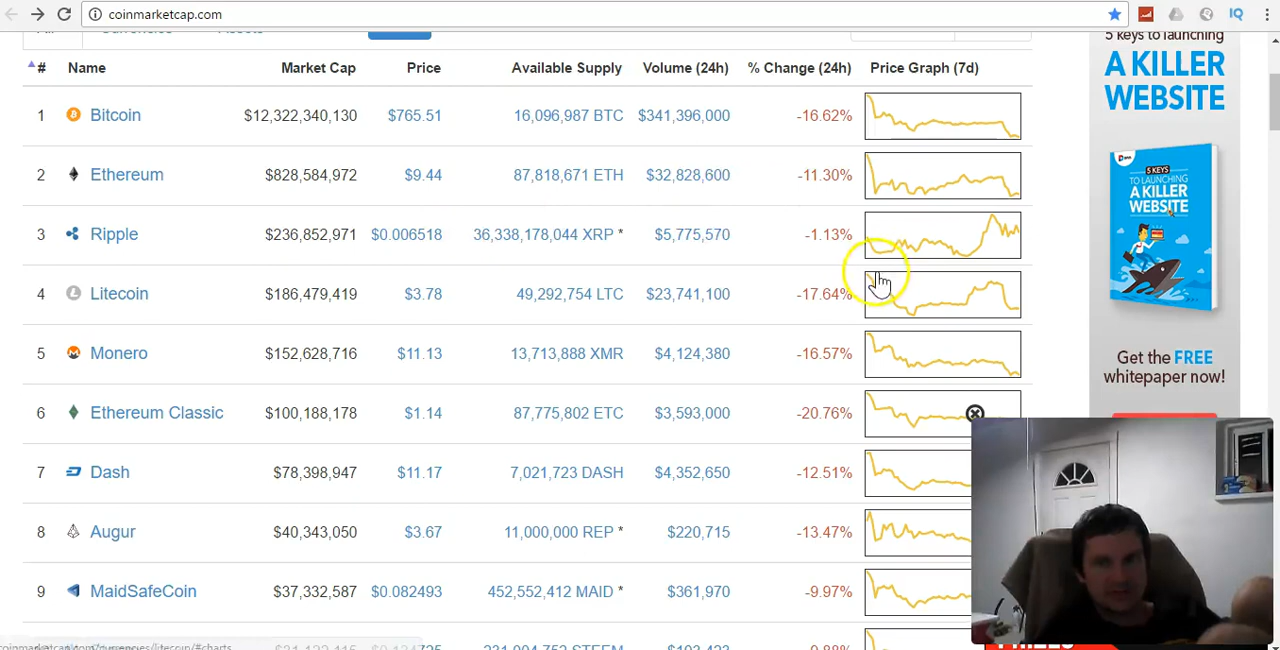 coinmarketcap.com
# Name Market Cap Price Available Supply Volume (24h) % Change (24h) Price Graph (7d)
1 Bitcoin $12,322,340,130 $765.51 16,096,987 BTC $341,396,000 -16.62%
2 Ethereum $828,584,972 $9.44 87,818,671 ETH $32,828,600 -11.30%
3 Ripple $236,852,971 $0.006518 36,338,178,044 XRP * $5,775,570 -1.13%
4 Litecoin $186,479,419 $3.78 49,292,754 LTC $23,741,100 -17.64%
5 Monero $152,628,716 $11.13 13,713,888 XMR $4,124,380 -16.57%
6 Ethereum Classic $100,188,178 $1.14 87,775,802 ETC $3,593,000 -20.76%
7 Dash $78,398,947 $11.17 7,021,723 DASH $4,352,650 -12.51%
8 Augur $40,343,050 $3.67 11,000,000 REP * $220,715 -13.47%
9 MaidSafeCoin $37,332,587 $0.082493 452,552,412 MAID * $361,970 -9.97%
5 keys to launching
A KILLER
WEBSITE
5 KEYS
TO LAUNCHING
A KILLER
WEBSITE
Get the FREE
whitepaper now!